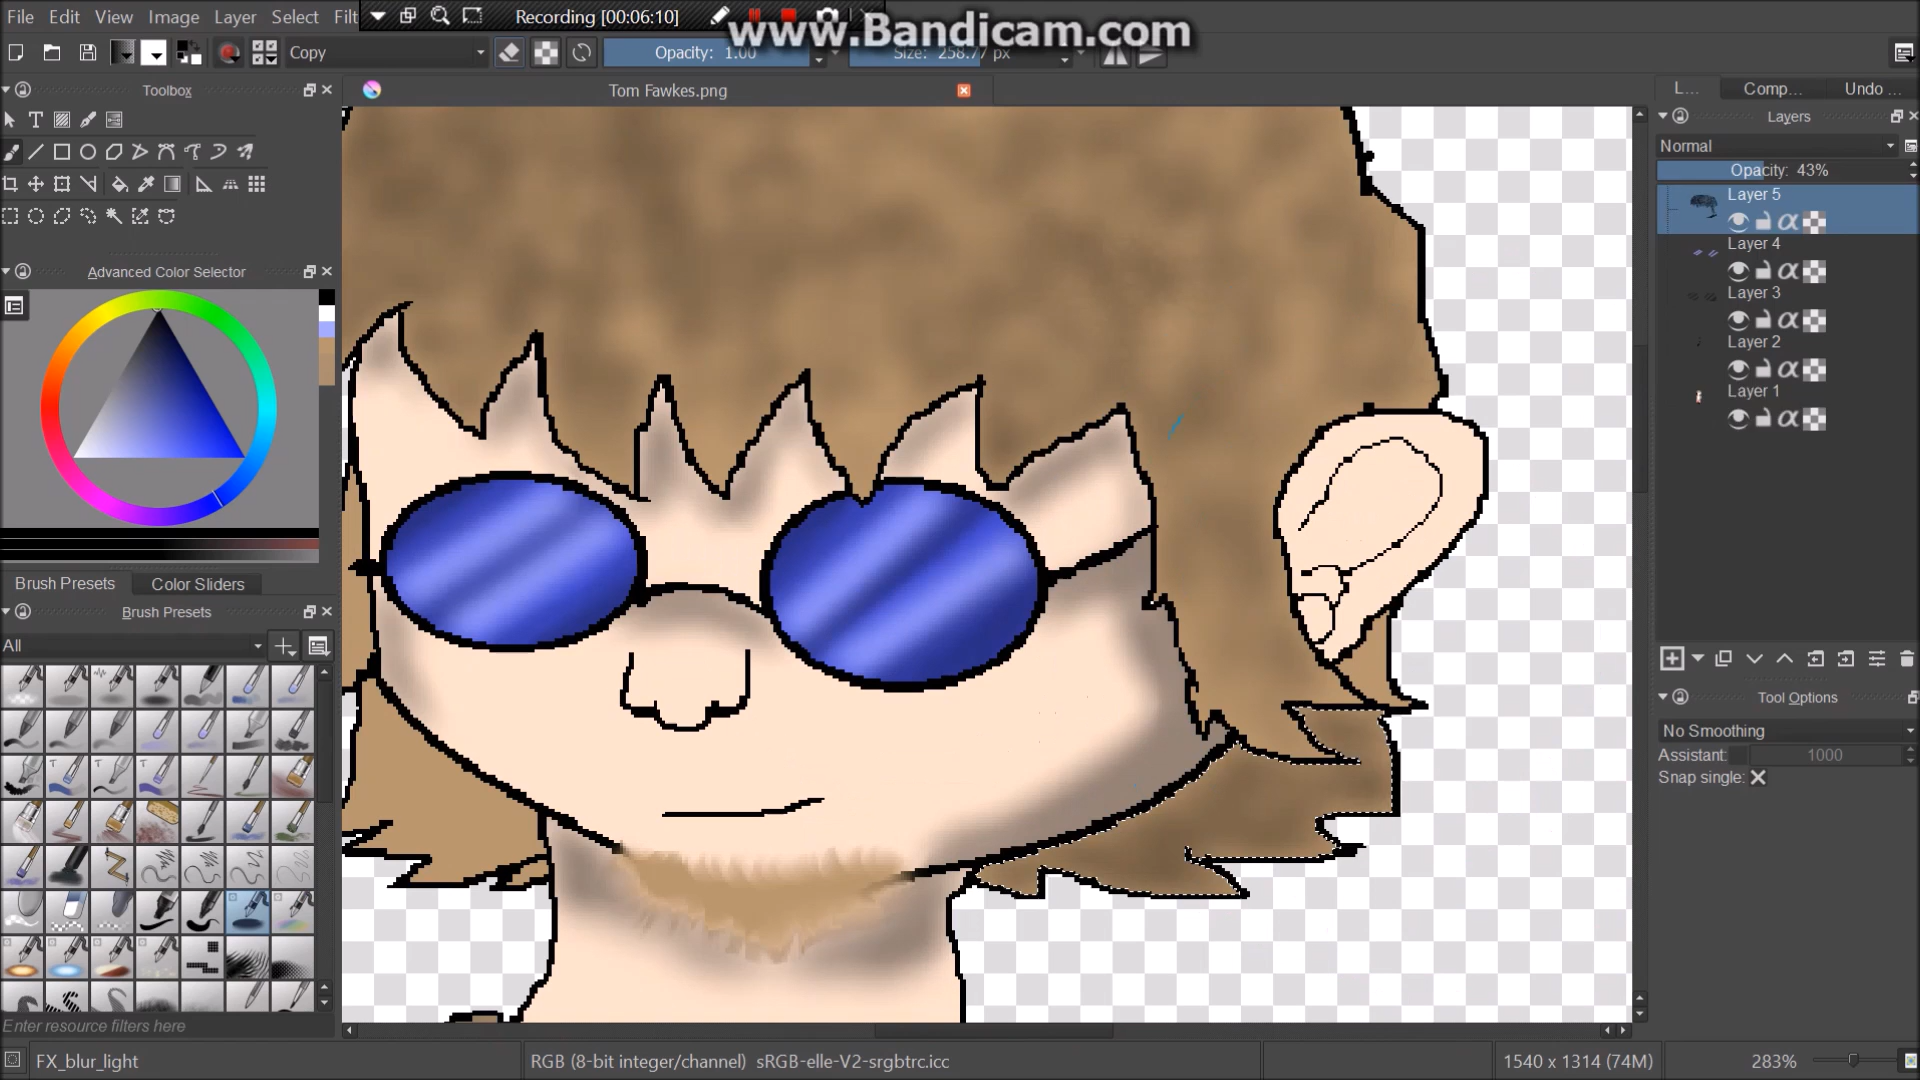 File Edit View Image Layer Select Filt
Recording [00:06:10]
www.Bandicam.com
Copy
Opacity: 1.00
Size: 258.77 px
Toolbox
Tom Fawkes.png
L... Comp... Undo ...
Layers
Normal
Opacity: 43%
Layer 5
Layer 4
Layer 3
Layer 2
Layer 1
Advanced Color Selector
Brush Presets Color Sliders
Brush Presets
All
Tool Options
No Smoothing
Assistant: 1000
Snap single:
Enter resource filters here
FX_blur_light
RGB (8-bit integer/channel) sRGB-elle-V2-srgbtrc.icc
1540 x 1314 (74M)
283%